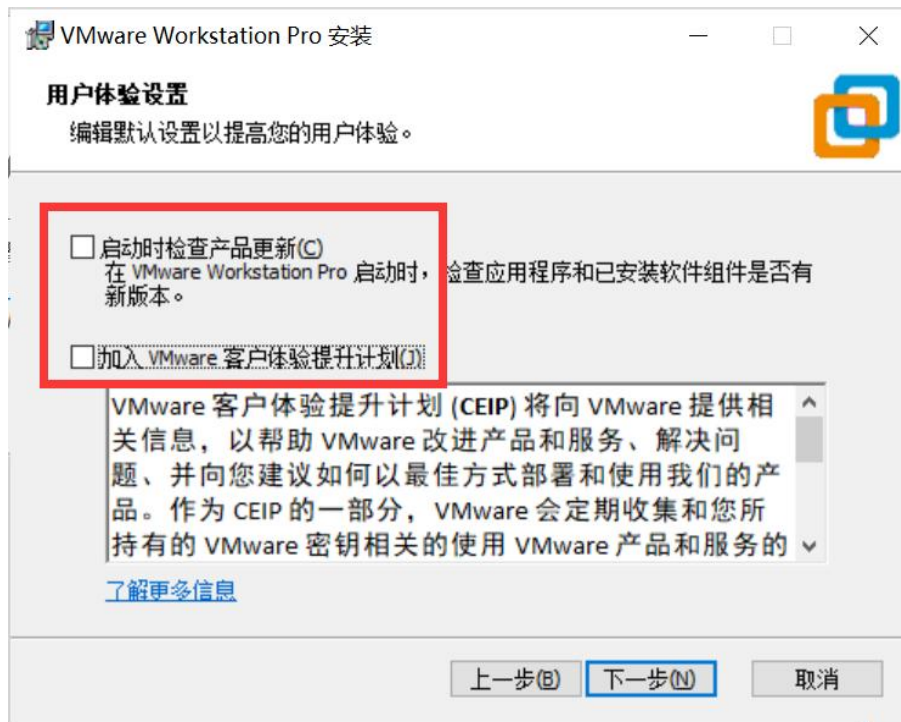 VMware Workstation Pro 安装
用户体验设置
编辑默认设置以提高您的用户体验。
启动时检查产品更新(C)
在 VMware Workstation Pro 启动时，检查应用程序和已安装软件组件是否有
新版本。
加入 VMware 客户体验提升计划(J)
VMware 客户体验提升计划 (CEIP) 将向 VMware 提供相
关信息，以帮助 VMware 改进产品和服务、解决问
题、并向您建议如何以最佳方式部署和使用我们的产
品。作为 CEIP 的一部分，VMware 会定期收集和您所
持有的 VMware 密钥相关的使用 VMware 产品和服务的
了解更多信息
上一步(B) 下一步(N) 取消